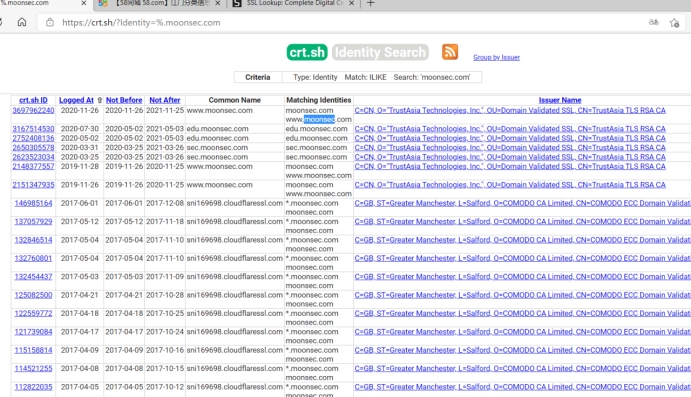 %.moonsec.com
【58同城 58.com】江门分类信息
SSL Lookup: Complete Digital Ce
https://crt.sh/?Identity=%.moonsec.com
crt.sh Identity Search Group by Issuer
Criteria Type: Identity Match: ILIKE Search: 'moonsec.com'
crt.sh ID Logged At ⇧ Not Before Not After Common Name Matching Identities Issuer Name
3697962240 2020-11-26 2020-11-26 2021-11-25 www.moonsec.com moonsec.com C=CN, O="TrustAsia Technologies, Inc.", OU=Domain Validated SSL, CN=TrustAsia TLS RSA CA
www.moonsec.com
3167514530 2020-07-30 2020-05-02 2021-05-03 edu.moonsec.com edu.moonsec.com C=CN, O="TrustAsia Technologies, Inc.", OU=Domain Validated SSL, CN=TrustAsia TLS RSA CA
2752408136 2020-05-02 2020-05-02 2021-05-03 edu.moonsec.com edu.moonsec.com C=CN, O="TrustAsia Technologies, Inc.", OU=Domain Validated SSL, CN=TrustAsia TLS RSA CA
2650305578 2020-03-31 2020-03-25 2021-03-26 sec.moonsec.com sec.moonsec.com C=CN, O="TrustAsia Technologies, Inc.", OU=Domain Validated SSL, CN=TrustAsia TLS RSA CA
2623523034 2020-03-25 2020-03-25 2021-03-26 sec.moonsec.com sec.moonsec.com C=CN, O="TrustAsia Technologies, Inc.", OU=Domain Validated SSL, CN=TrustAsia TLS RSA CA
2148377557 2019-11-28 2019-11-26 2020-11-25 www.moonsec.com moonsec.com C=CN, O="TrustAsia Technologies, Inc.", OU=Domain Validated SSL, CN=TrustAsia TLS RSA CA
www.moonsec.com
2151347935 2019-11-26 2019-11-26 2020-11-25 www.moonsec.com moonsec.com C=CN, O="TrustAsia Technologies, Inc.", OU=Domain Validated SSL, CN=TrustAsia TLS RSA CA
www.moonsec.com
146985164 2017-06-01 2017-06-01 2017-12-08 sni169698.cloudflaressl.com *.moonsec.com C=GB, ST=Greater Manchester, L=Salford, O=COMODO CA Limited, CN=COMODO ECC Domain Validati
moonsec.com
137057929 2017-05-12 2017-05-12 2017-11-18 sni169698.cloudflaressl.com *.moonsec.com C=GB, ST=Greater Manchester, L=Salford, O=COMODO CA Limited, CN=COMODO ECC Domain Validati
moonsec.com
132846514 2017-05-04 2017-05-04 2017-11-10 sni169698.cloudflaressl.com *.moonsec.com C=GB, ST=Greater Manchester, L=Salford, O=COMODO CA Limited, CN=COMODO ECC Domain Validati
moonsec.com
132760801 2017-05-04 2017-05-04 2017-11-10 sni169698.cloudflaressl.com *.moonsec.com C=GB, ST=Greater Manchester, L=Salford, O=COMODO CA Limited, CN=COMODO ECC Domain Validati
moonsec.com
132454437 2017-05-03 2017-05-03 2017-11-09 sni169698.cloudflaressl.com *.moonsec.com C=GB, ST=Greater Manchester, L=Salford, O=COMODO CA Limited, CN=COMODO ECC Domain Validati
moonsec.com
125082500 2017-04-21 2017-04-21 2017-10-28 sni169698.cloudflaressl.com *.moonsec.com C=GB, ST=Greater Manchester, L=Salford, O=COMODO CA Limited, CN=COMODO ECC Domain Validati
moonsec.com
122559772 2017-04-18 2017-04-18 2017-10-25 sni169698.cloudflaressl.com *.moonsec.com C=GB, ST=Greater Manchester, L=Salford, O=COMODO CA Limited, CN=COMODO ECC Domain Validati
moonsec.com
121739084 2017-04-17 2017-04-17 2017-10-24 sni169698.cloudflaressl.com *.moonsec.com C=GB, ST=Greater Manchester, L=Salford, O=COMODO CA Limited, CN=COMODO ECC Domain Validati
moonsec.com
115158814 2017-04-09 2017-04-09 2017-10-16 sni169698.cloudflaressl.com *.moonsec.com C=GB, ST=Greater Manchester, L=Salford, O=COMODO CA Limited, CN=COMODO ECC Domain Validati
moonsec.com
114521255 2017-04-08 2017-04-08 2017-10-15 sni169698.cloudflaressl.com *.moonsec.com C=GB, ST=Greater Manchester, L=Salford, O=COMODO CA Limited, CN=COMODO ECC Domain Validati
moonsec.com
112822035 2017-04-05 2017-04-05 2017-10-12 sni169698.cloudflaressl.com *.moonsec.com C=GB, ST=Greater Manchester, L=Salford, O=COMODO CA Limited, CN=COMODO ECC Domain Validati
moonsec.com